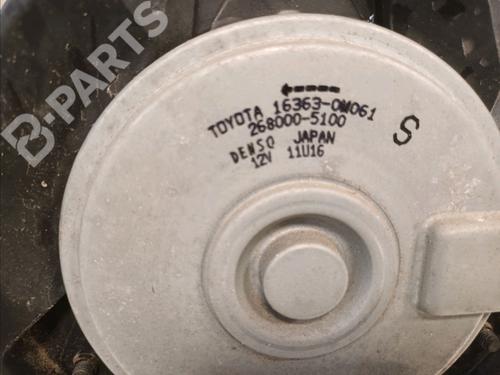 B-PARTS
TOYOTA 16363-0M061
268000-5100
DENSO JAPAN
12V 11U16
S